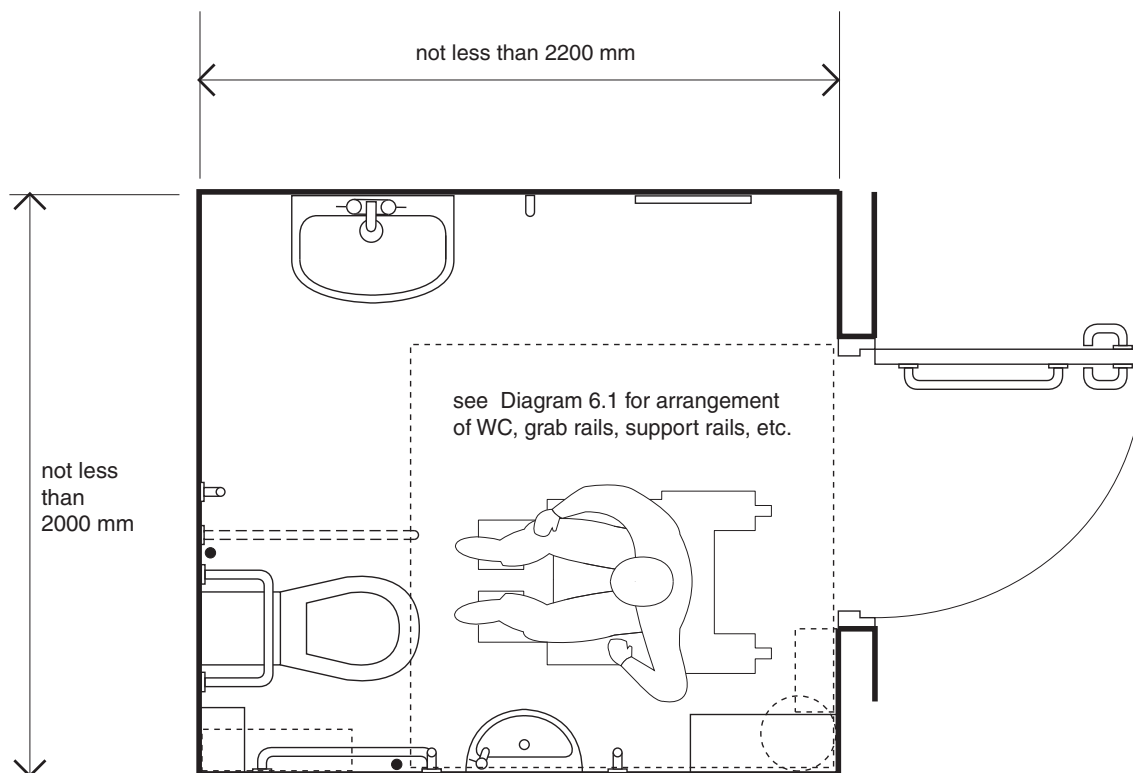 not less than 2200 mm
see Diagram 6.1 for arrangement
of WC, grab rails, support rails, etc.
not less
than
2000 mm